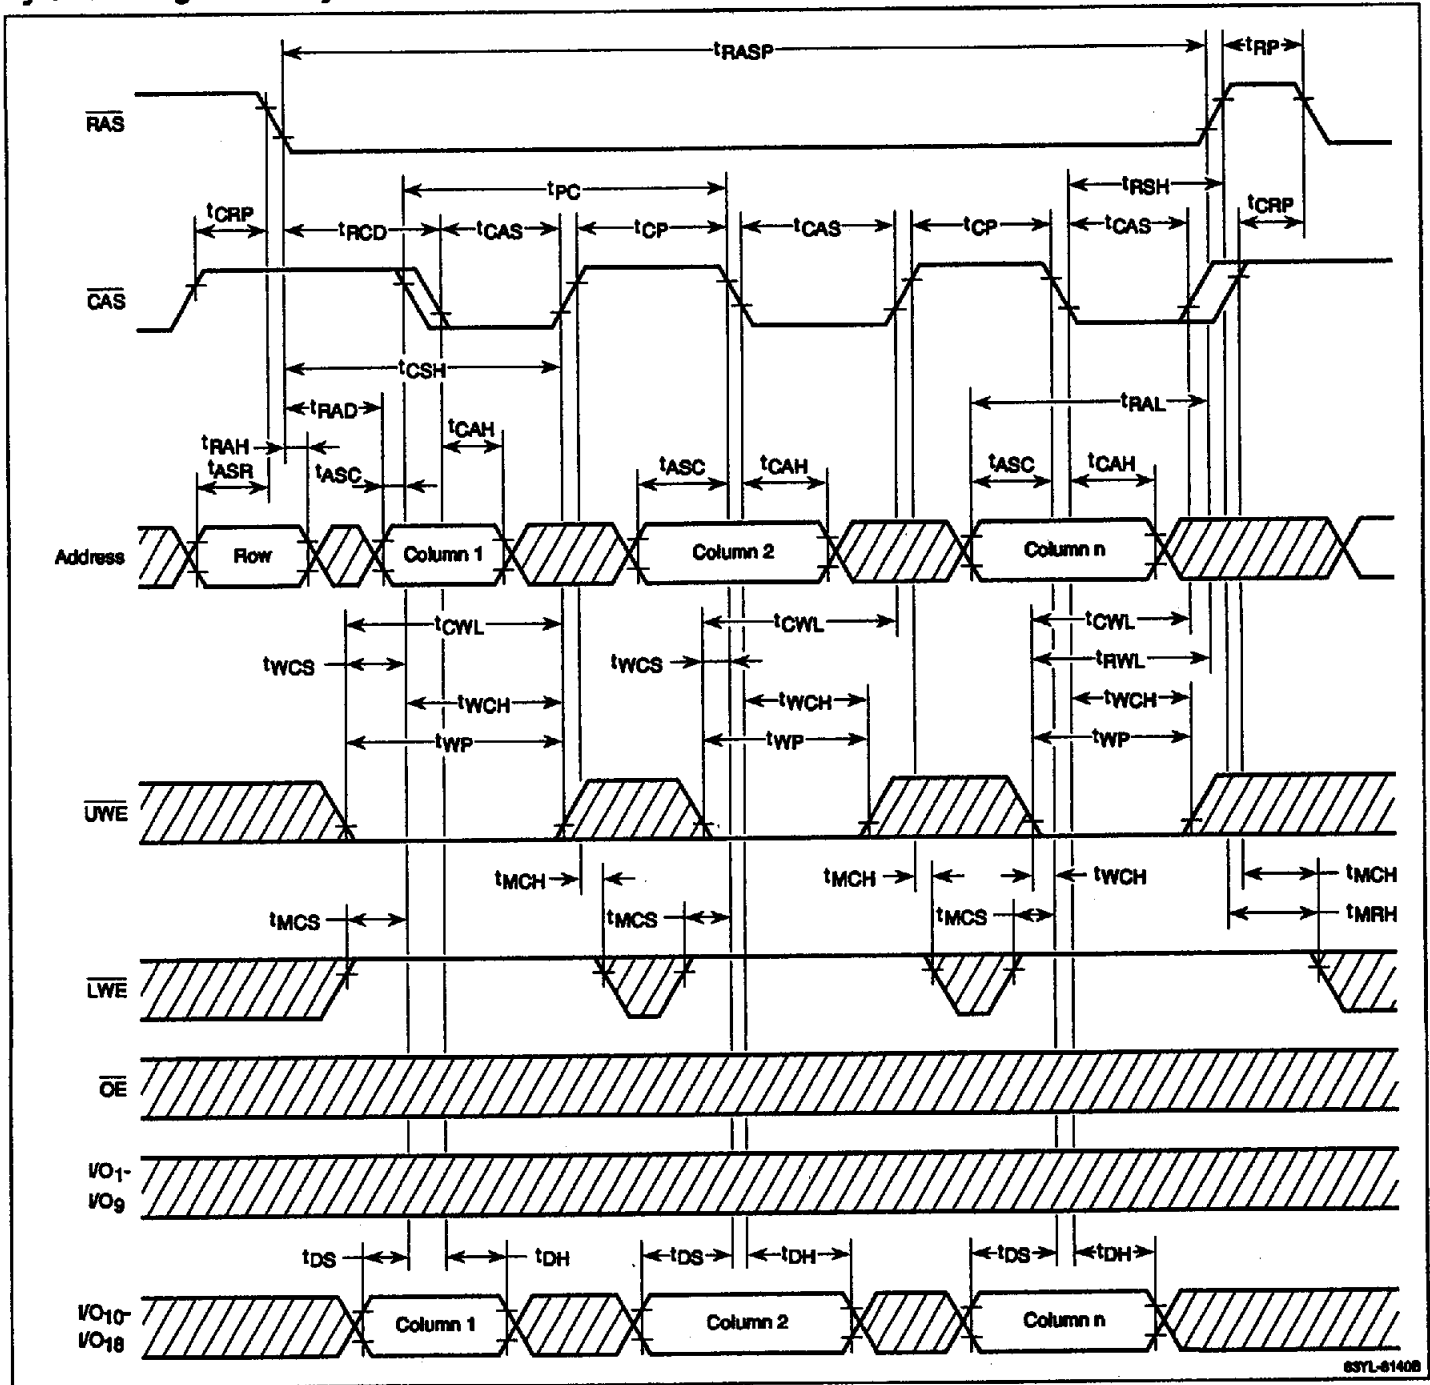 tRASP tRP
RAS
tPC tRSH
tCRP tRCD tCAS tCP tCAS tCP tCAS tCRP
CAS
tCSH
tRAD tRAL
tRAH tCAH
tASR tASC tASC tCAH tASC tCAH
Address Row Column 1 Column 2 Column n
tCWL tCWL tCWL
tWCS tWCS tRWL
tWCH tWCH tWCH
tWP tWP tWP
UWE
tMCH tMCH tWCH tMCH
tMCS tMCS tMCS tMRH
LWE
OE
I/O1-
I/O9
tDS tDH tDS tDH tDS tDH
I/O10-
I/O18
Column 1 Column 2 Column n
83YL-6140B